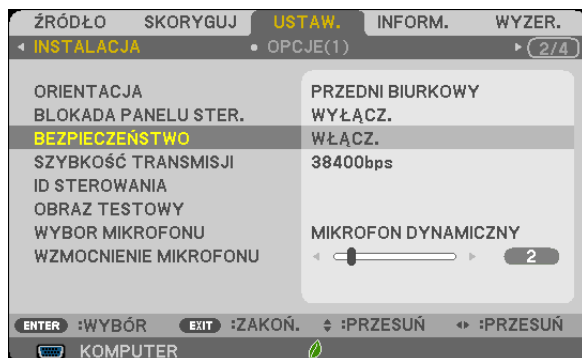 ŹRÓDŁO SKORYGUJ USTAW. INFORM. WYZER.
INSTALACJA OPCJE(1) 2/4
ORIENTACJA PRZEDNI BIURKOWY
BLOKADA PANELU STER. WYŁĄCZ.
BEZPIECZEŃSTWO WŁĄCZ.
SZYBKOŚĆ TRANSMISJI 38400bps
ID STEROWANIA
OBRAZ TESTOWY
WYBOR MIKROFONU MIKROFON DYNAMICZNY
WZMOCNIENIE MIKROFONU 2
ENTER :WYBÓR EXIT :ZAKOŃ. :PRZESUŃ :PRZESUŃ
KOMPUTER